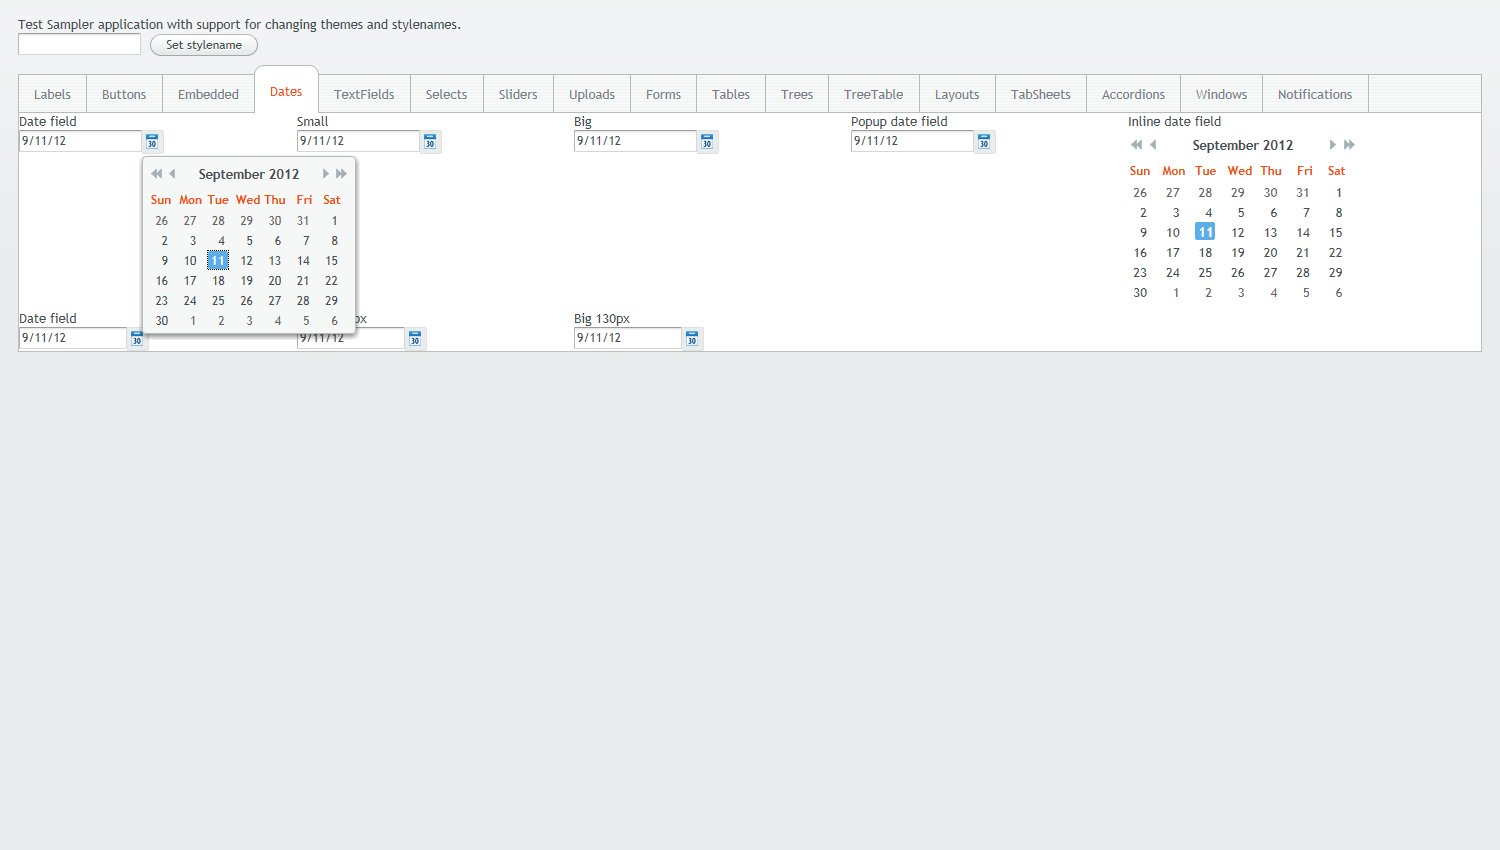 Test Sampler application with support for changing themes and stylenames.
Set stylename
Labels Buttons Embedded Dates TextFields Selects Sliders Uploads Forms Tables Trees TreeTable Layouts TabSheets Accordions Windows Notifications
Date field Small Big Popup date field Inline date field
9/11/12 30 9/11/12 30 9/11/12 30 9/11/12 30
September 2012
Sun Mon Tue Wed Thu Fri Sat
26 27 28 29 30 31 1
2 3 4 5 6 7 8
9 10 11 12 13 14 15
16 17 18 19 20 21 22
23 24 25 26 27 28 29
30 1 2 3 4 5 6
September 2012
Sun Mon Tue Wed Thu Fri Sat
26 27 28 29 30 31 1
2 3 4 5 6 7 8
9 10 11 12 13 14 15
16 17 18 19 20 21 22
23 24 25 26 27 28 29
30 1 2 3 4 5 6
Date field px Big 130px
9/11/12 30 9/11/12 30 9/11/12 30